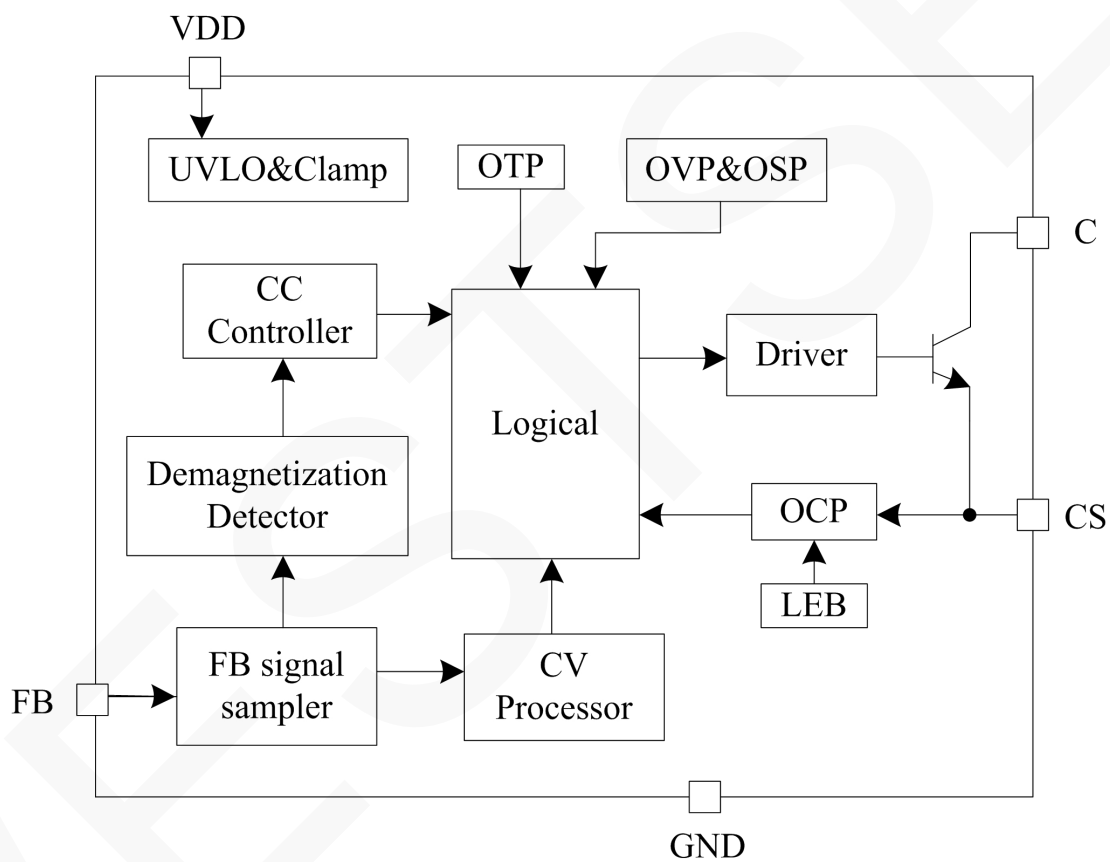 VDD
UVLO&Clamp
OTP
OVP&OSP
C
CC
Controller
Driver
Logical
Demagnetization
Detector
OCP
CS
LEB
FB signal
sampler
CV
Processor
FB
GND